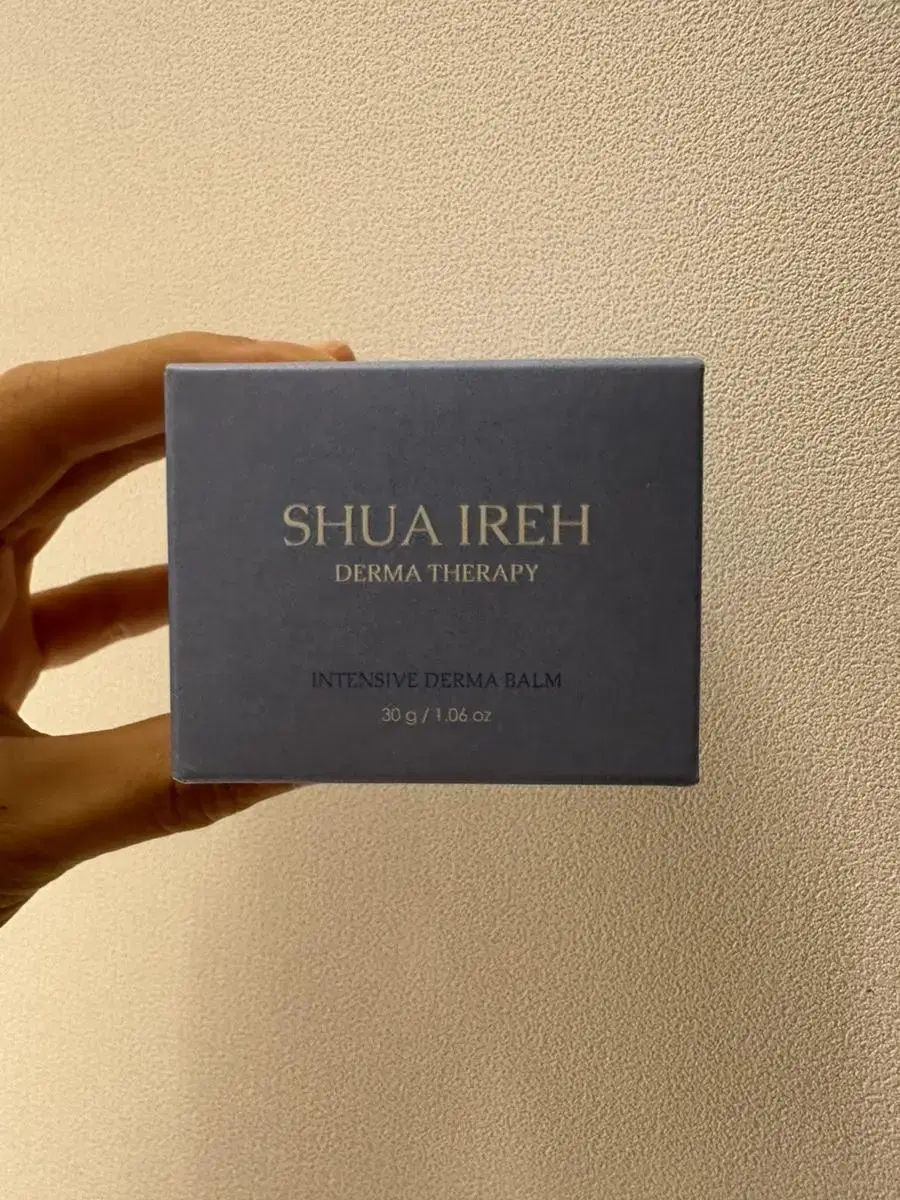 SHUA IREH
DERMA THERAPY
INTENSIVE DERMA BALM
30 g / 1.06 oz